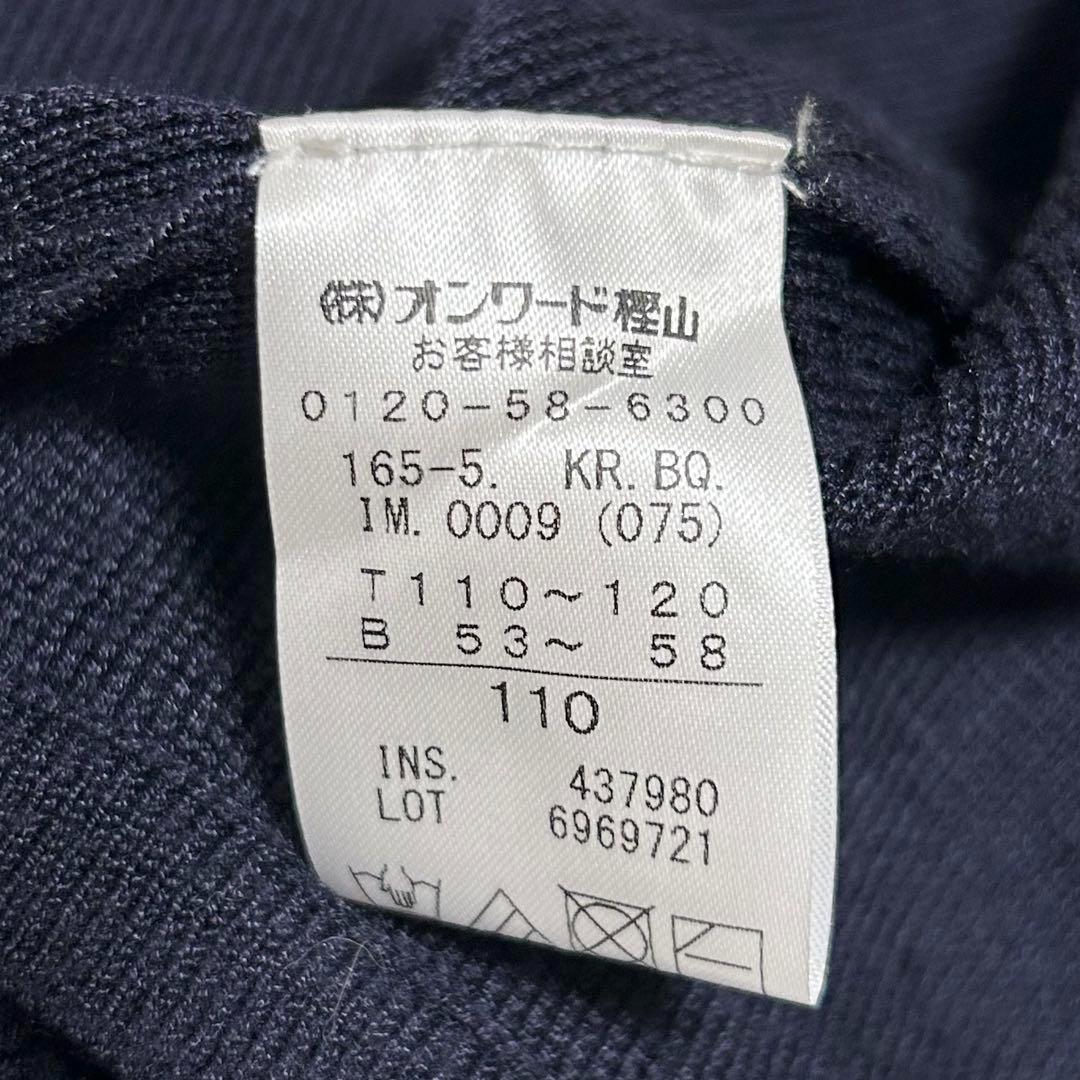 (株)オンワード樫山
お客様相談室
0120-58-6300
165-5. KR. BQ.
IM. 0009 (075)
T110~120
B 53~ 58
110
INS. 437980
LOT 6969721